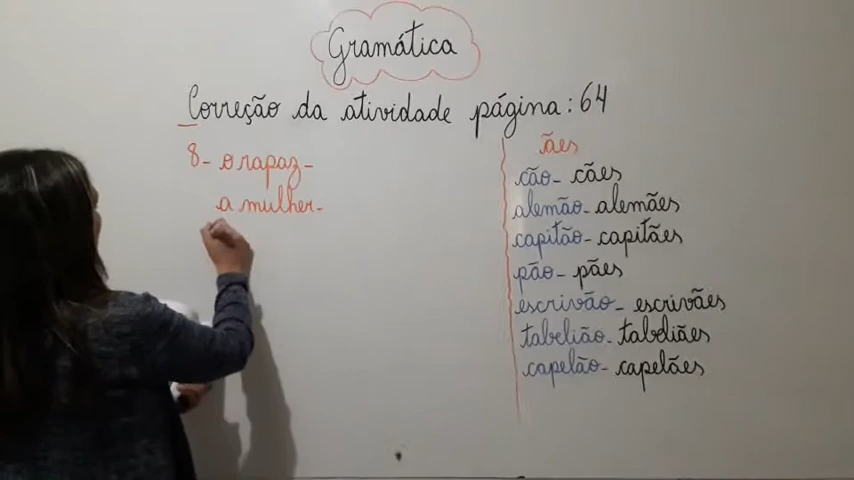 Gramática
Correção da atividade página: 64
8- o rapaz-
a mulher-
ães
cão- cães
alemão- alemães
capitão- capitães
pão- pães
escrivão- escrivães
tabelião- tabeliães
capelão- capelães